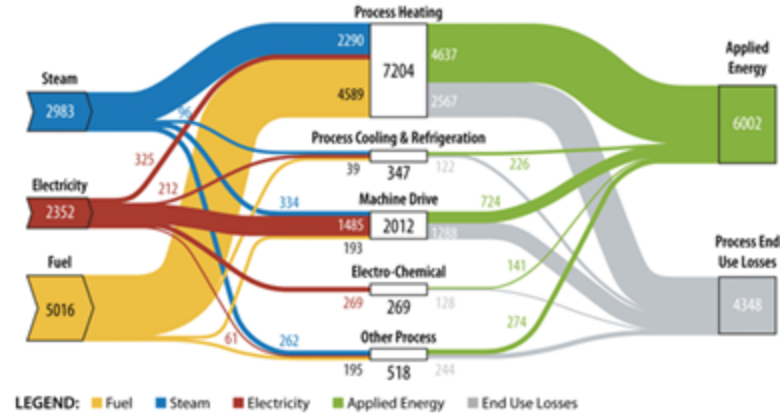 Process Heating
2290
7204
4637
4589
2567
Applied
Energy
6002
Steam
2983
96
325
Process Cooling & Refrigeration
39
347
122
226
Electricity
2352
212
334
Machine Drive
724
1485
2012
1288
193
Process End
Use Losses
4348
Fuel
5016
Electro-Chemical
141
269
269
128
274
61
262
Other Process
195
518
244
LEGEND: Fuel Steam Electricity Applied Energy End Use Losses